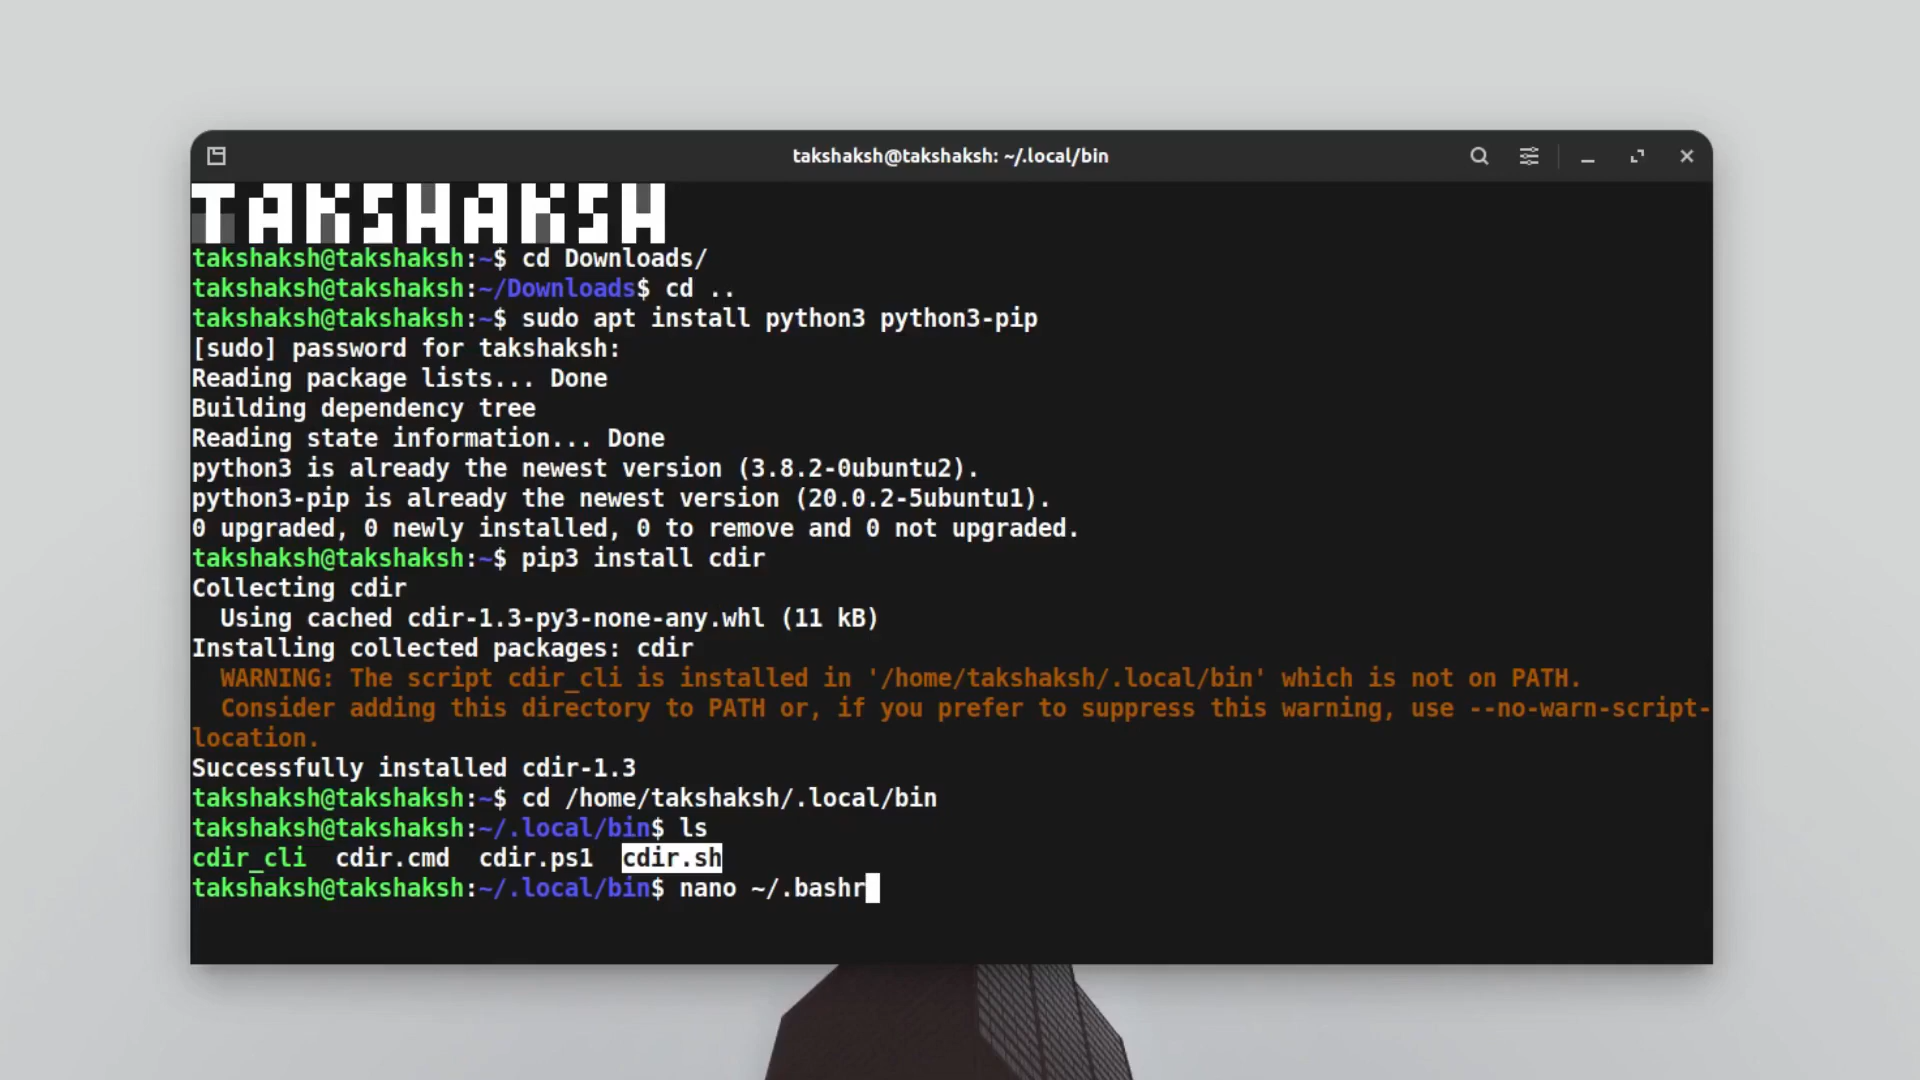 takshaksh@takshaksh: ~/.local/bin
TAKSHAKSH
takshaksh@takshaksh:~$ cd Downloads/
takshaksh@takshaksh:~/Downloads$ cd ..
takshaksh@takshaksh:~$ sudo apt install python3 python3-pip
[sudo] password for takshaksh:
Reading package lists... Done
Building dependency tree
Reading state information... Done
python3 is already the newest version (3.8.2-0ubuntu2).
python3-pip is already the newest version (20.0.2-5ubuntu1).
0 upgraded, 0 newly installed, 0 to remove and 0 not upgraded.
takshaksh@takshaksh:~$ pip3 install cdir
Collecting cdir
  Using cached cdir-1.3-py3-none-any.whl (11 kB)
Installing collected packages: cdir
  WARNING: The script cdir_cli is installed in '/home/takshaksh/.local/bin' which is not on PATH.
  Consider adding this directory to PATH or, if you prefer to suppress this warning, use --no-warn-script-
location.
Successfully installed cdir-1.3
takshaksh@takshaksh:~$ cd /home/takshaksh/.local/bin
takshaksh@takshaksh:~/.local/bin$ ls
cdir_cli  cdir.cmd  cdir.ps1  cdir.sh
takshaksh@takshaksh:~/.local/bin$ nano ~/.bashr